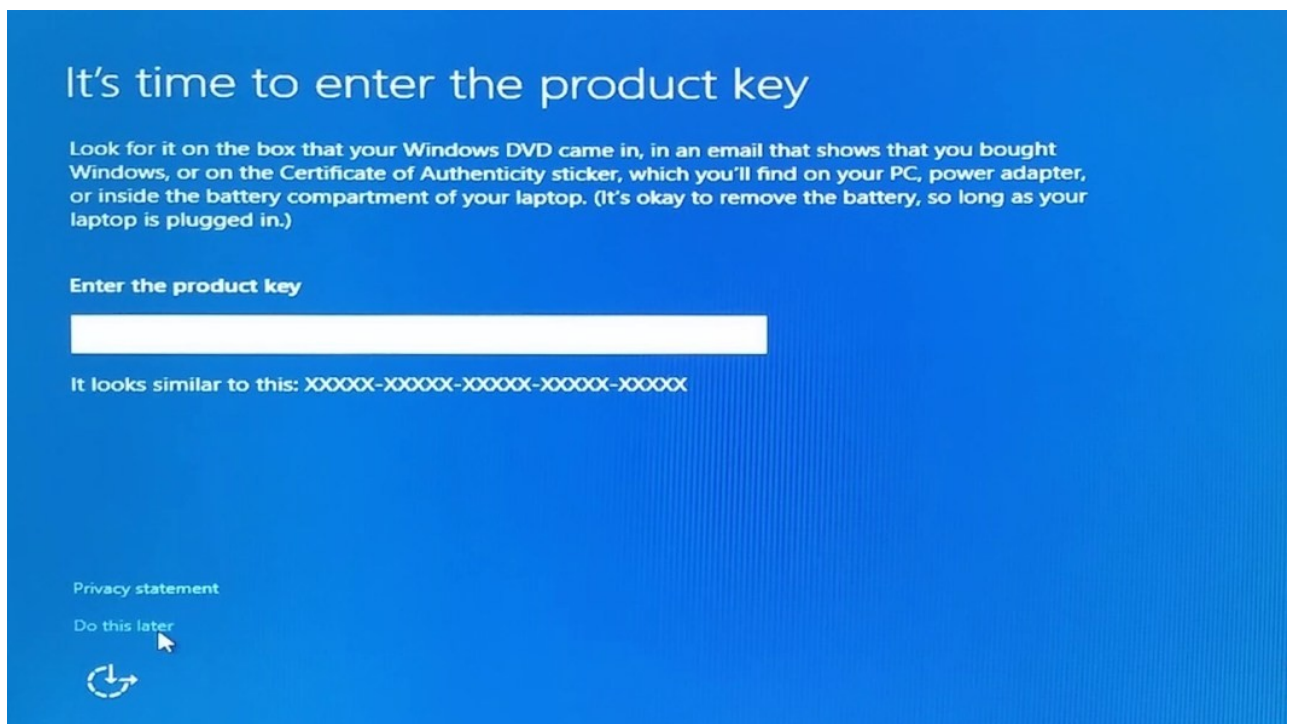 It's time to enter the product key
Look for it on the box that your Windows DVD came in, in an email that shows that you bought
Windows, or on the Certificate of Authenticity sticker, which you'll find on your PC, power adapter,
or inside the battery compartment of your laptop. (It's okay to remove the battery, so long as your
laptop is plugged in.)
Enter the product key
It looks similar to this: XXXXX-XXXXX-XXXXX-XXXXX-XXXXX
Privacy statement
Do this later